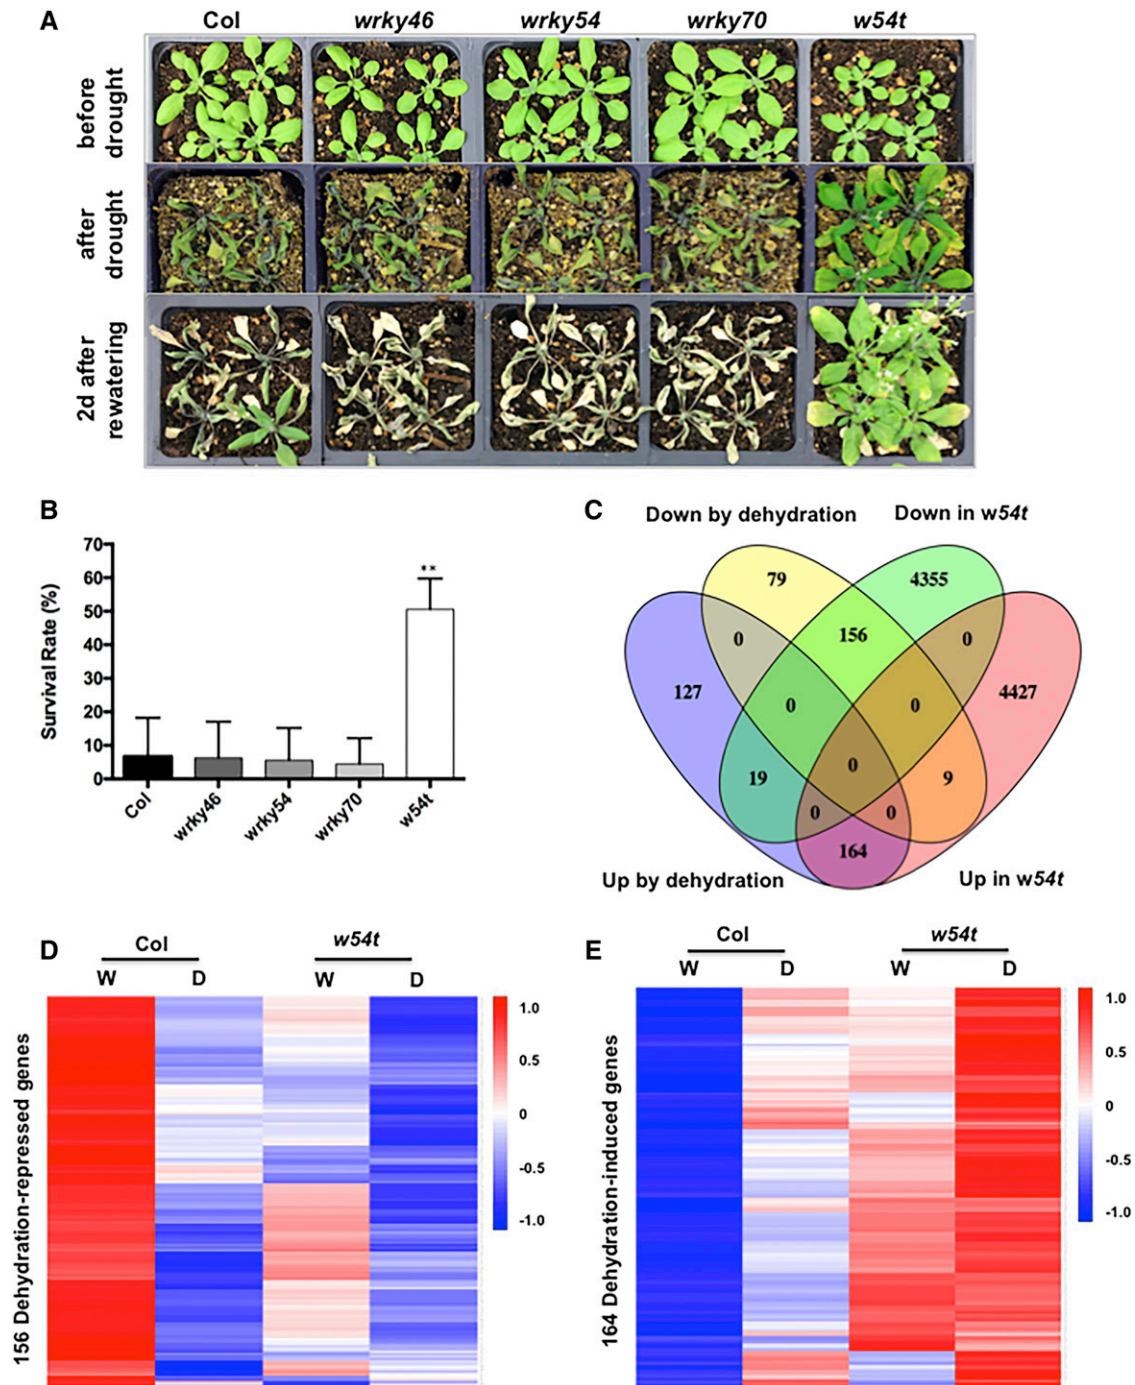 A
Col wrky46 wrky54 wrky70 w54t
before drought
after drought
2d after rewatering
B
Survival Rate (%)
70
60
50
40
30
20
10
0
**
Col wrky46 wrky54 wrky70 w54t
C
Down by dehydration Down in w54t
79 4355
0 156 0
127 4427
0 0
0
19 9
0 0
164
Up by dehydration Up in w54t
D
Col w54t
W D W D
156 Dehydration-repressed genes
1.0
0.5
0
-0.5
-1.0
E
Col w54t
W D W D
164 Dehydration-induced genes
1.0
0.5
0
-0.5
-1.0